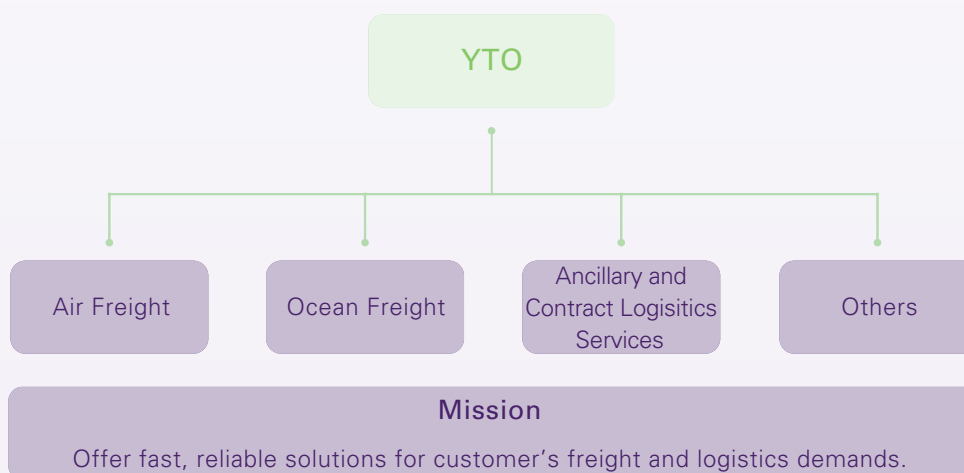 YTO
Air Freight
Ocean Freight
Ancillary and
Contract Logisitics
Services
Others
Mission
Offer fast, reliable solutions for customer’s freight and logistics demands.